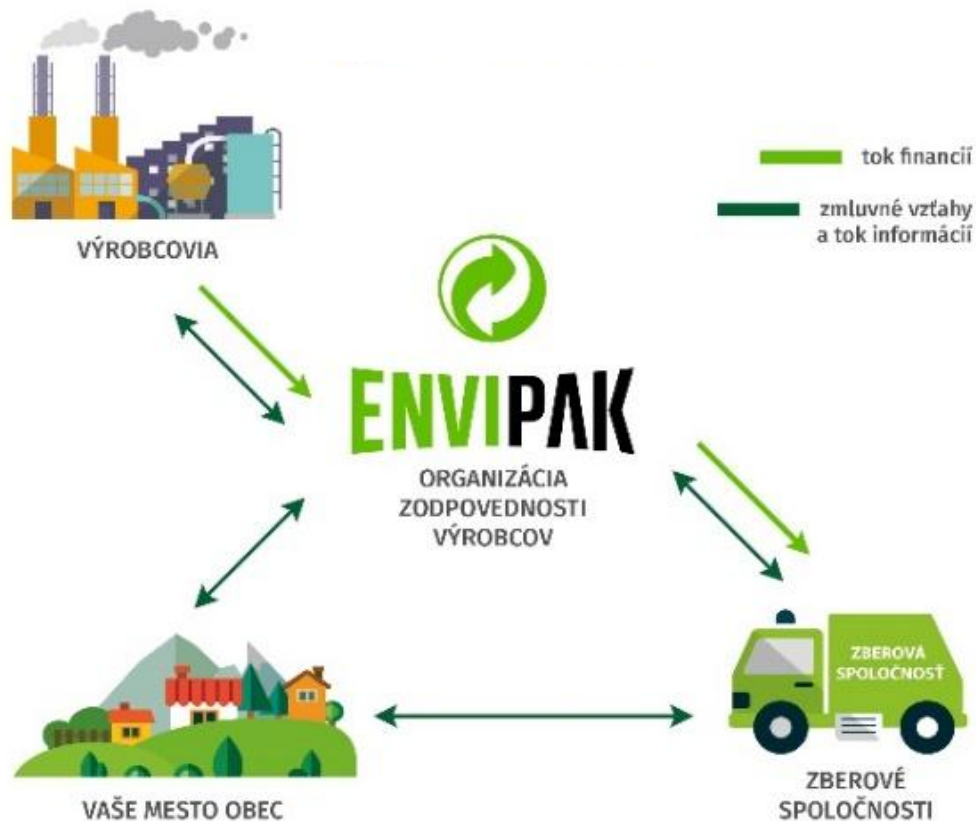 VÝROBCOVIA
tok financií
zmluvné vzťahy
a tok informácií
ENVIPAK
ORGANIZÁCIA
ZODPOVEDNOSTI
VÝROBCOV
ZBEROVÁ
SPOLOČNOSŤ
VAŠE MESTO OBEC
ZBEROVÉ
SPOLOČNOSTI